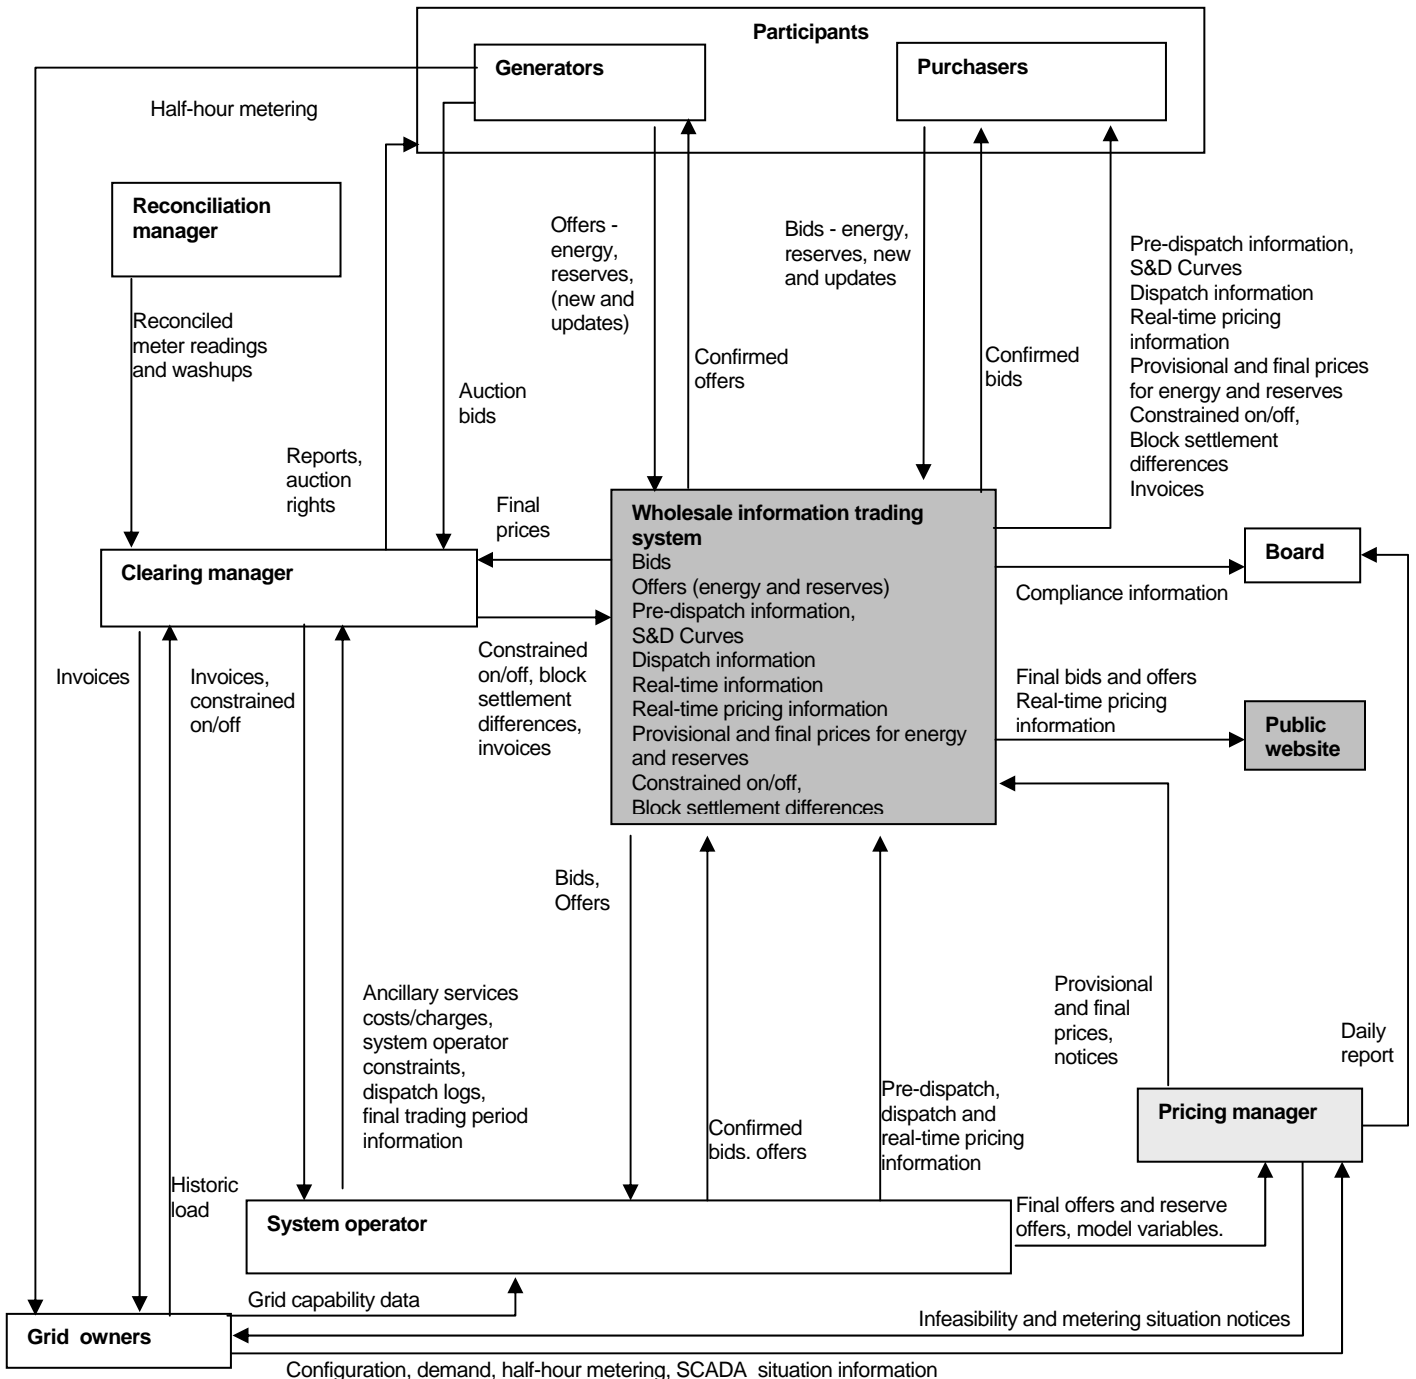 Participants
Generators
Purchasers
Half-hour metering
Reconciliation
manager
Offers -
energy,
reserves,
(new and
updates)
Bids - energy,
reserves, new
and updates
Pre-dispatch information,
S&D Curves
Dispatch information
Real-time pricing
information
Provisional and final prices
for energy and reserves
Constrained on/off,
Block settlement
differences
Invoices
Reconciled
meter readings
and washups
Confirmed
offers
Confirmed
bids
Auction
bids
Reports,
auction
rights
Final
prices
Wholesale information trading
system
Bids
Offers (energy and reserves)
Pre-dispatch information,
S&D Curves
Dispatch information
Real-time information
Real-time pricing information
Provisional and final prices for energy
and reserves
Constrained on/off,
Block settlement differences
Board
Clearing manager
Compliance information
Invoices
Invoices,
constrained
on/off
Constrained
on/off, block
settlement
differences,
invoices
Final bids and offers
Real-time pricing
information
Public
website
Bids,
Offers
Ancillary services
costs/charges,
system operator
constraints,
dispatch logs,
final trading period
information
Provisional
and final
prices,
notices
Daily
report
Pre-dispatch,
dispatch and
real-time pricing
information
Confirmed
bids. offers
Pricing manager
Historic
load
System operator
Final offers and reserve
offers, model variables.
Grid capability data
Infeasibility and metering situation notices
Grid owners
Configuration, demand, half-hour metering, SCADA situation information